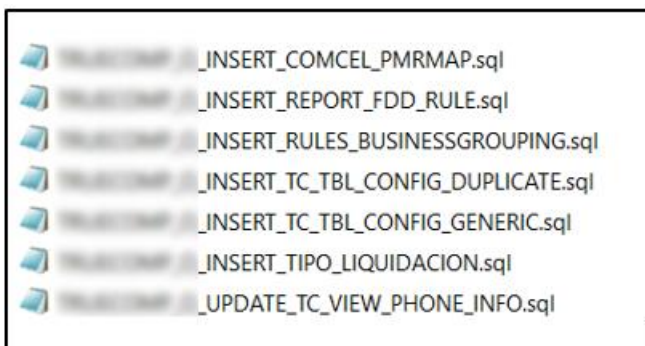 _INSERT_COMCEL_PMRMAP.sql
_INSERT_REPORT_FDD_RULE.sql
_INSERT_RULES_BUSINESSGROUPING.sql
_INSERT_TC_TBL_CONFIG_DUPLICATE.sql
_INSERT_TC_TBL_CONFIG_GENERIC.sql
_INSERT_TIPO_LIQUIDACION.sql
_UPDATE_TC_VIEW_PHONE_INFO.sql